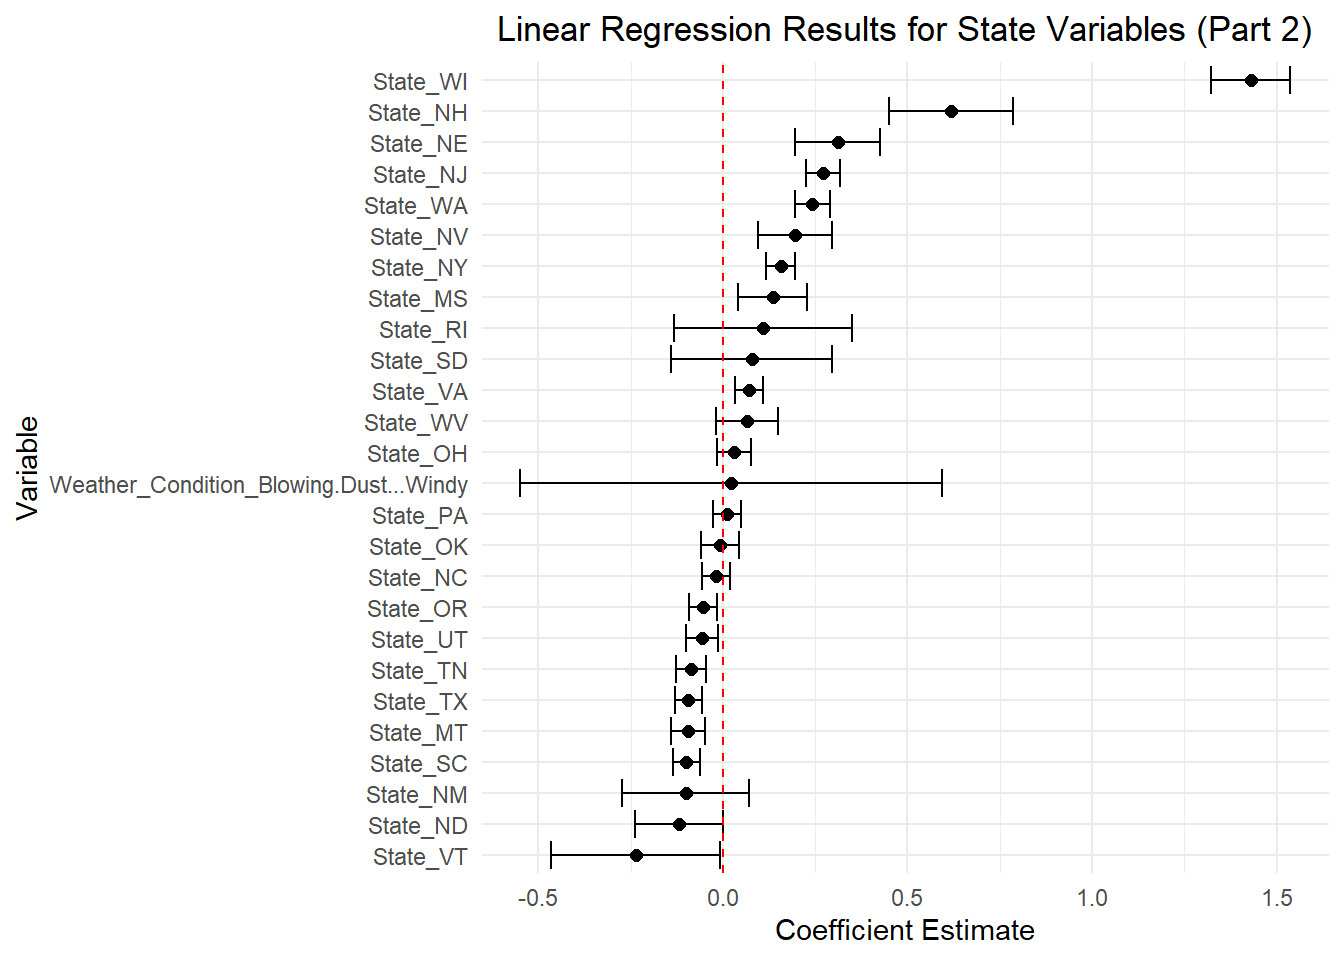 Linear Regression Results for State Variables (Part 2)
Variable
State_WI
State_NH
State_NE
State_NJ
State_WA
State_NV
State_NY
State_MS
State_RI
State_SD
State_VA
State_WV
State_OH
Weather_Condition_Blowing.Dust...Windy
State_PA
State_OK
State_NC
State_OR
State_UT
State_TN
State_TX
State_MT
State_SC
State_NM
State_ND
State_VT
-0.5 0.0 0.5 1.0 1.5
Coefficient Estimate